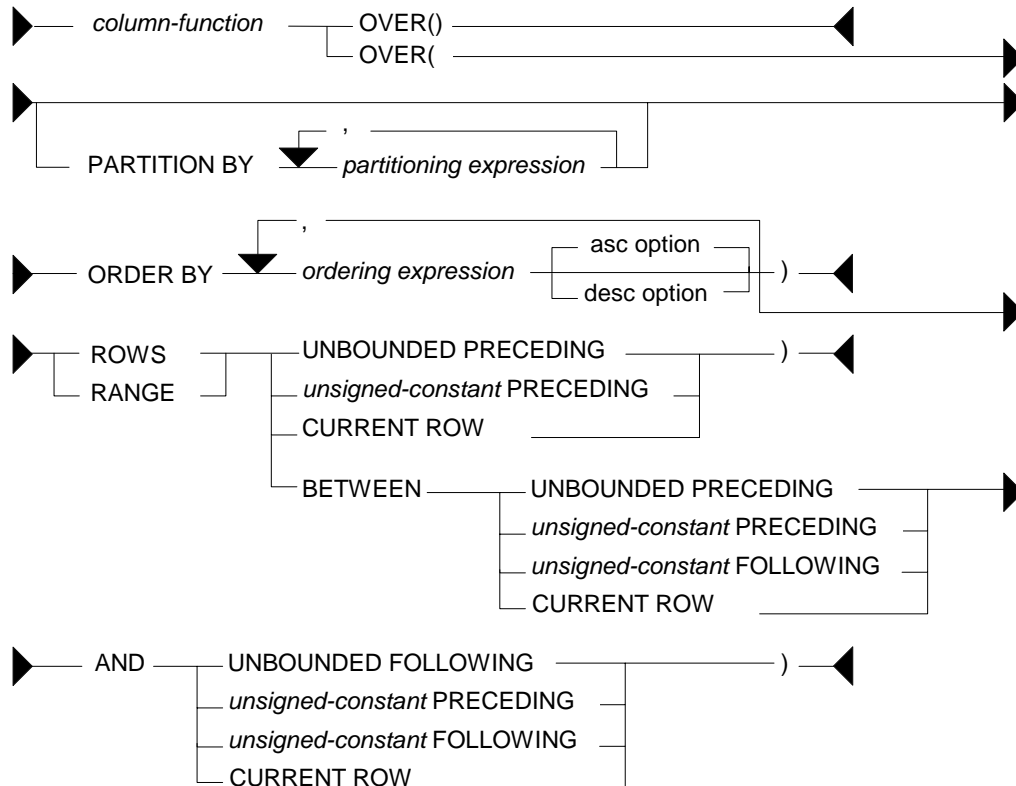 column-function OVER()
OVER(
,
PARTITION BY partitioning expression
,
asc option
ORDER BY ordering expression )
desc option
ROWS UNBOUNDED PRECEDING )
RANGE unsigned-constant PRECEDING
CURRENT ROW
BETWEEN UNBOUNDED PRECEDING
unsigned-constant PRECEDING
unsigned-constant FOLLOWING
CURRENT ROW
AND UNBOUNDED FOLLOWING )
unsigned-constant PRECEDING
unsigned-constant FOLLOWING
CURRENT ROW